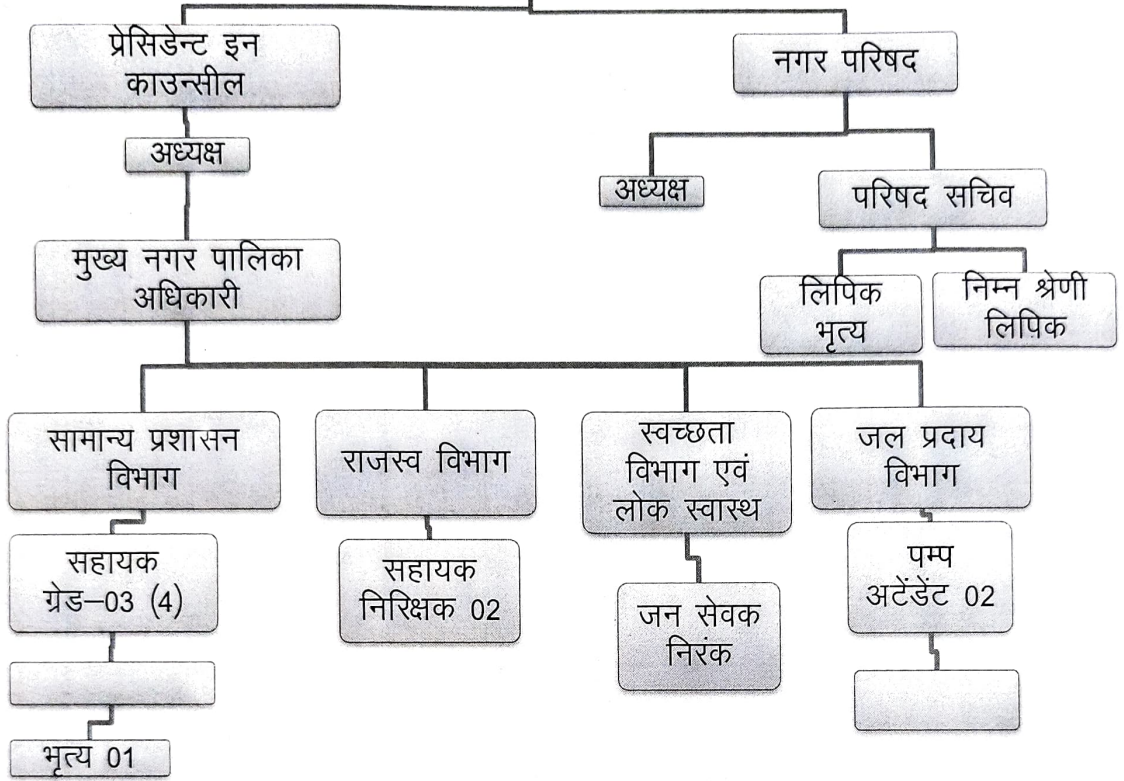 प्रेसिडेन्ट इन
काउन्सील
नगर परिषद
अध्यक्ष
अध्यक्ष
परिषद सचिव
मुख्य नगर पालिका
अधिकारी
लिपिक
भृत्य
निम्न श्रेणी
लिपिक
सामान्य प्रशासन
विभाग
राजस्व विभाग
स्वच्छता
विभाग एवं
लोक स्वास्थ
जल प्रदाय
विभाग
सहायक
ग्रेड–03 (4)
सहायक
निरिक्षक 02
जन सेवक
निरंक
पम्प
अटेंडेंट 02
भृत्य 01